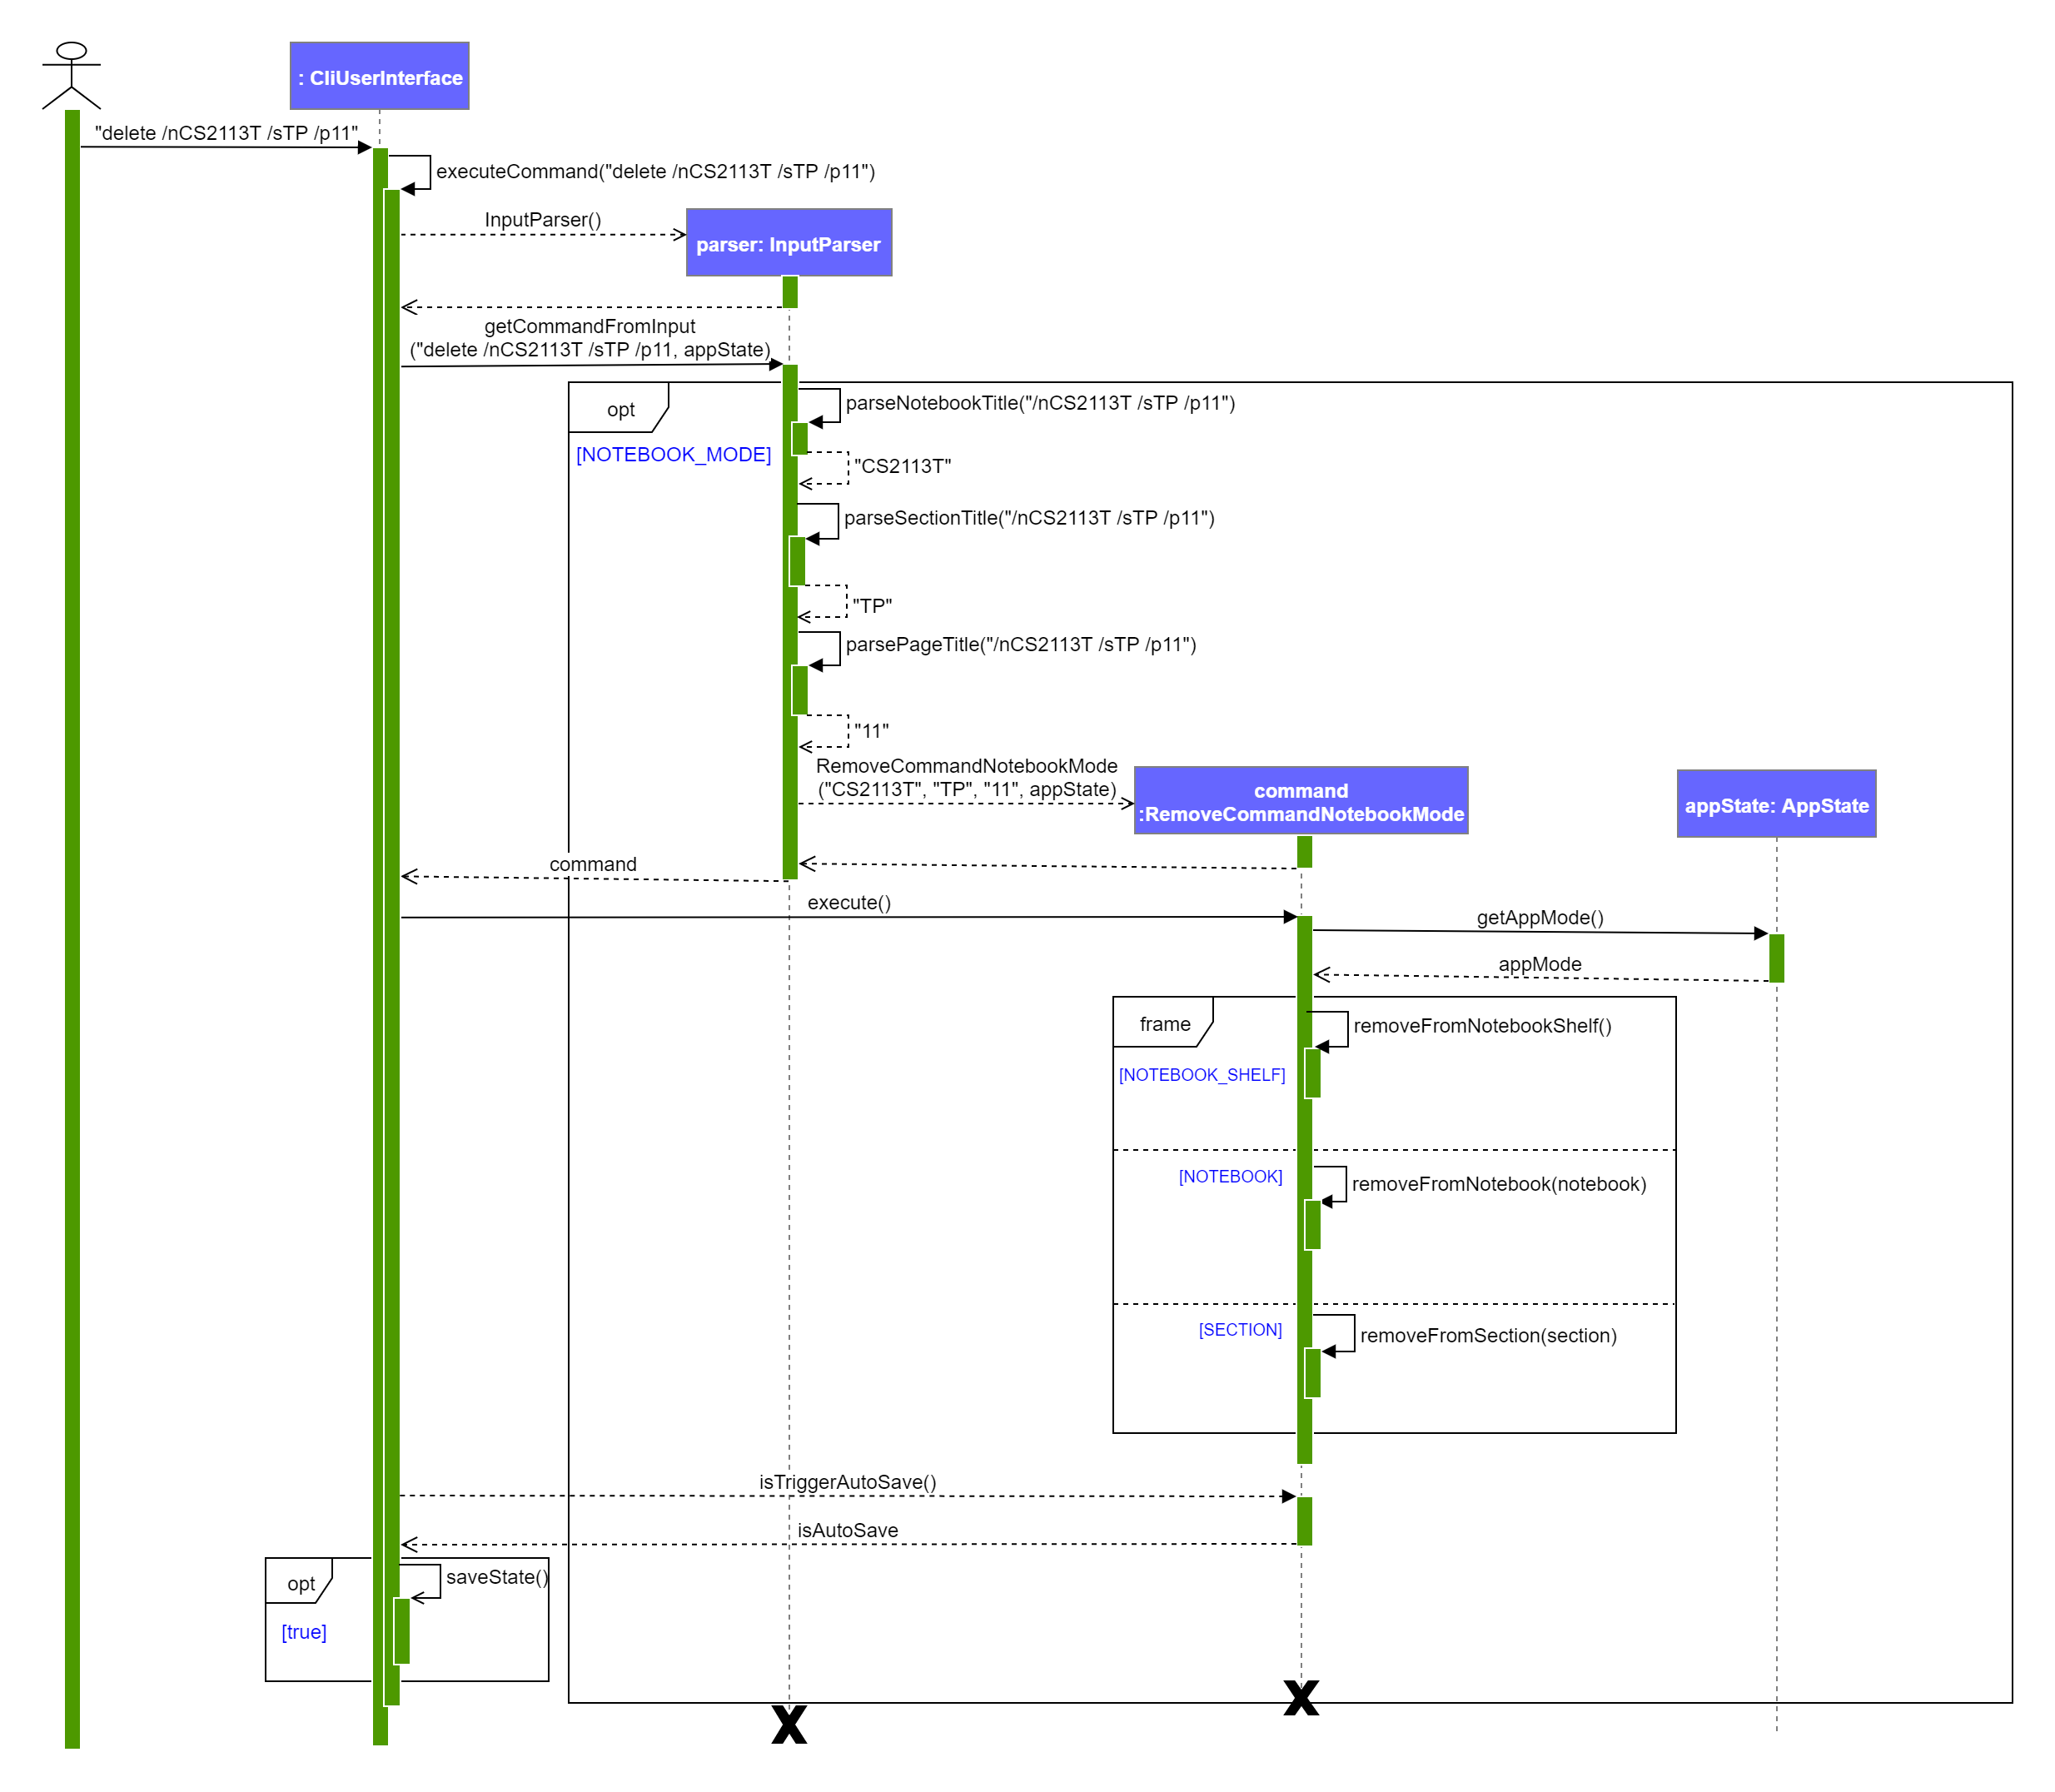 : CliUserInterface
"delete /nCS2113T /sTP /p11"
executeCommand("delete /nCS2113T /sTP /p11")
InputParser()
parser: InputParser
getCommandFromInput
("delete /nCS2113T /sTP /p11, appState)
opt
parseNotebookTitle("/nCS2113T /sTP /p11")
[NOTEBOOK_MODE]
"CS2113T"
parseSectionTitle("/nCS2113T /sTP /p11")
"TP"
parsePageTitle("/nCS2113T /sTP /p11")
"11"
RemoveCommandNotebookMode
("CS2113T", "TP", "11", appState)
command
:RemoveCommandNotebookMode
appState: AppState
command
execute()
getAppMode()
appMode
frame
removeFromNotebookShelf()
[NOTEBOOK_SHELF]
[NOTEBOOK]
removeFromNotebook(notebook)
[SECTION]
removeFromSection(section)
isTriggerAutoSave()
isAutoSave
opt
saveState()
[true]
X
X